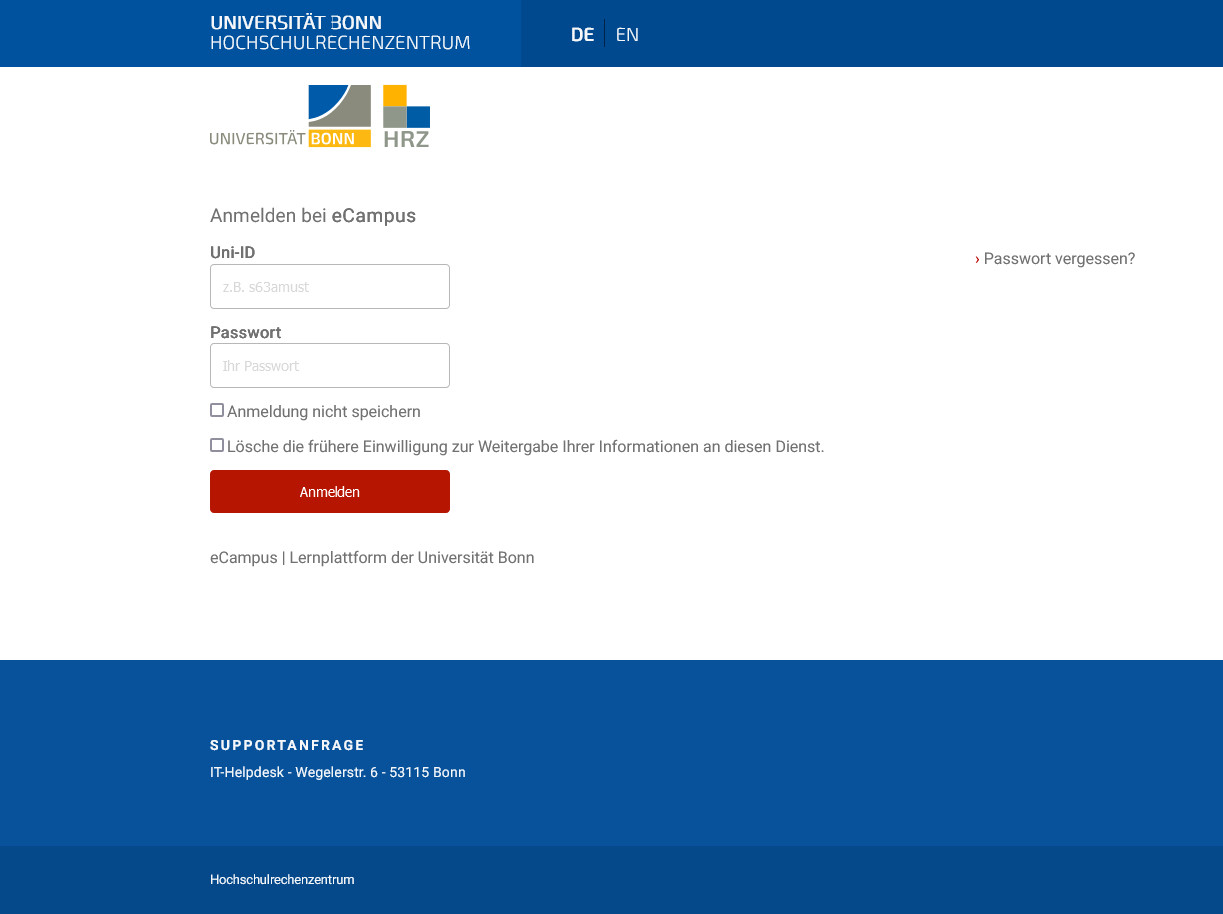 UNIVERSITÄT BONN
HOCHSCHULRECHENZENTRUM
DE EN
UNIVERSITÄT BONN HRZ
Anmelden bei eCampus
Uni-ID
z.B. s63amust
› Passwort vergessen?
Passwort
Ihr Passwort
Anmeldung nicht speichern
Lösche die frühere Einwilligung zur Weitergabe Ihrer Informationen an diesen Dienst.
Anmelden
eCampus | Lernplattform der Universität Bonn
SUPPORTANFRAGE
IT-Helpdesk - Wegelerstr. 6 - 53115 Bonn
Hochschulrechenzentrum